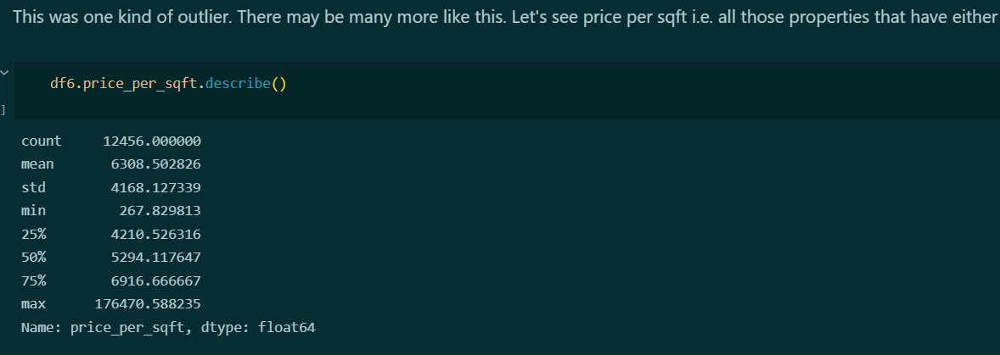 This was one kind of outlier. There may be many more like this. Let's see price per sqft i.e. all those properties that have either
df6.price_per_sqft.describe()
]
count 12456.000000
mean 6308.502826
std 4168.127339
min 267.829813
25% 4210.526316
50% 5294.117647
75% 6916.666667
max 176470.588235
Name: price_per_sqft, dtype: float64